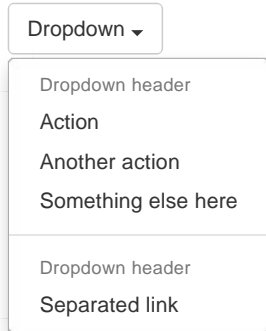 Dropdown
Dropdown header
Action
Another action
Something else here
Dropdown header
Separated link